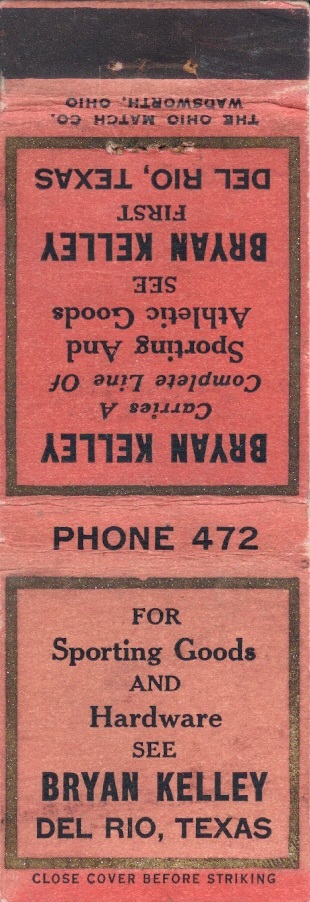 THE OHIO MATCH CO.
WADSWORTH, OHIO
BRYAN KELLEY
Carries A
Complete Line Of
Sporting And
Athletic Goods
SEE
BRYAN KELLEY
FIRST
DEL RIO, TEXAS
PHONE 472
FOR
Sporting Goods
AND
Hardware
SEE
BRYAN KELLEY
DEL RIO, TEXAS
CLOSE COVER BEFORE STRIKING